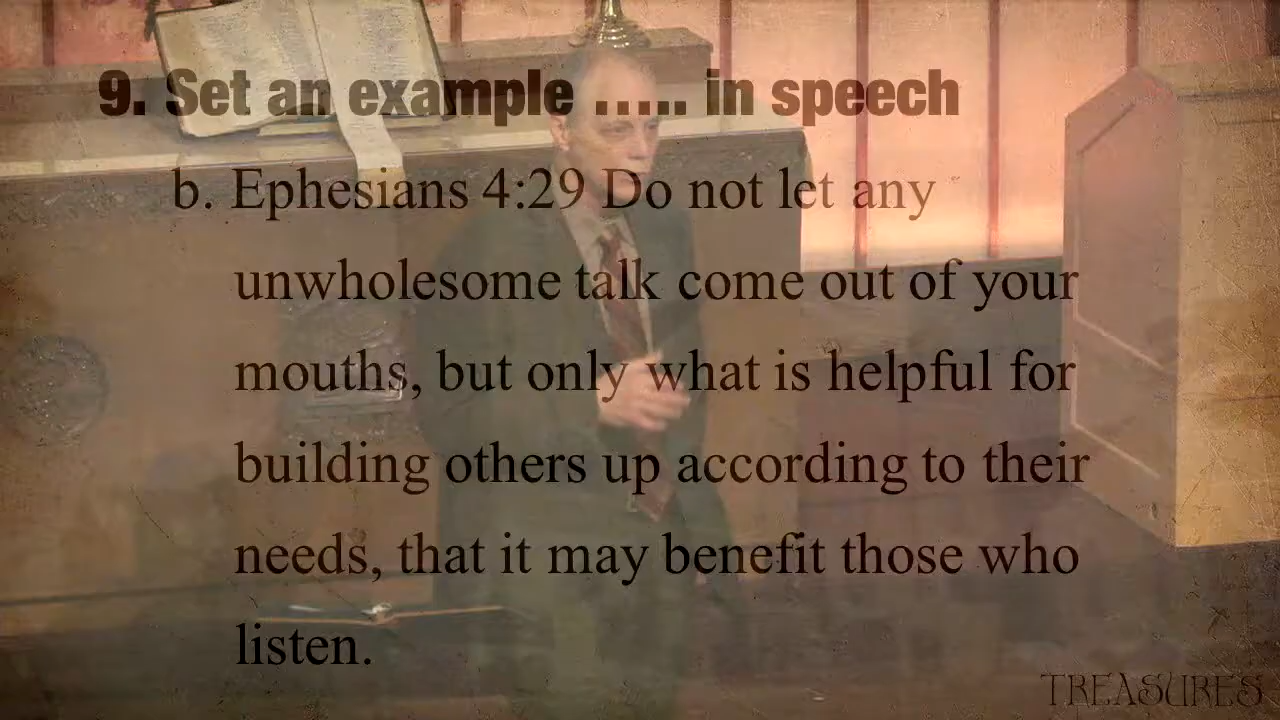 9. Set an example ..... in speech
b. Ephesians 4:29 Do not let any
unwholesome talk come out of your
mouths, but only what is helpful for
building others up according to their
needs, that it may benefit those who
listen.
TREASURES